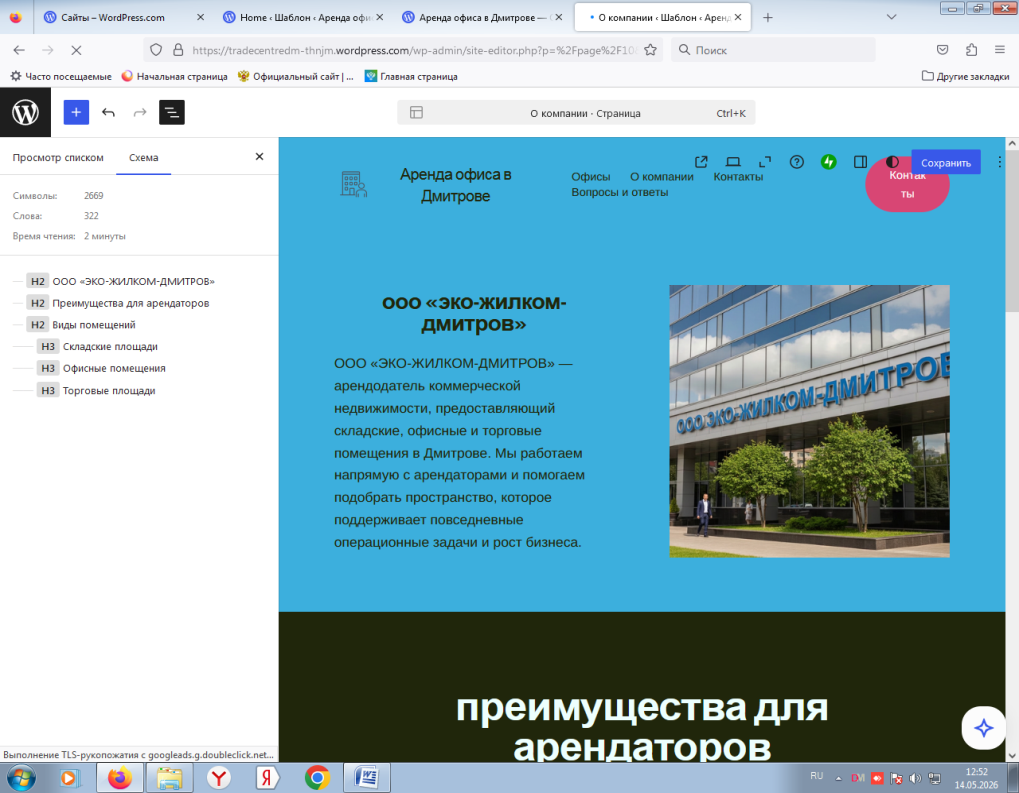 Сайты — WordPress.com
Home ‹ Шаблон ‹ Аренда офи
Аренда офиса в Дмитрове —
О компании ‹ Шаблон ‹ Аренд
https://tradecentredm-thnjm.wordpress.com/wp-admin/site-editor.php?p=%2Fpage%2F10
Поиск
Часто посещаемые
Начальная страница
Официальный сайт | ...
Главная страница
Другие закладки
О компании · Страница
Ctrl+K
Просмотр списком
Схема
Сохранить
Символы: 2669
Слова: 322
Время чтения: 2 минуты
H2 ООО «ЭКО-ЖИЛКОМ-ДМИТРОВ»
H2 Преимущества для арендаторов
H2 Виды помещений
H3 Складские площади
H3 Офисные помещения
H3 Торговые площади
Аренда офиса в
Дмитрове
Офисы О компании Контакты
Вопросы и ответы
Контак
ты
ооо «эко-жилком-
дмитров»
ООО «ЭКО-ЖИЛКОМ-ДМИТРОВ» —
арендодатель коммерческой
недвижимости, предоставляющий
складские, офисные и торговые
помещения в Дмитрове. Мы работаем
напрямую с арендаторами и помогаем
подобрать пространство, которое
поддерживает повседневные
операционные задачи и рост бизнеса.
ООО ЭКО-ЖИЛКОМ-ДМИТРОВ
преимущества для
арендаторов
Выполнение TLS-рукопожатия с googleads.g.doubleclick.net...
RU
12:52
14.05.2026